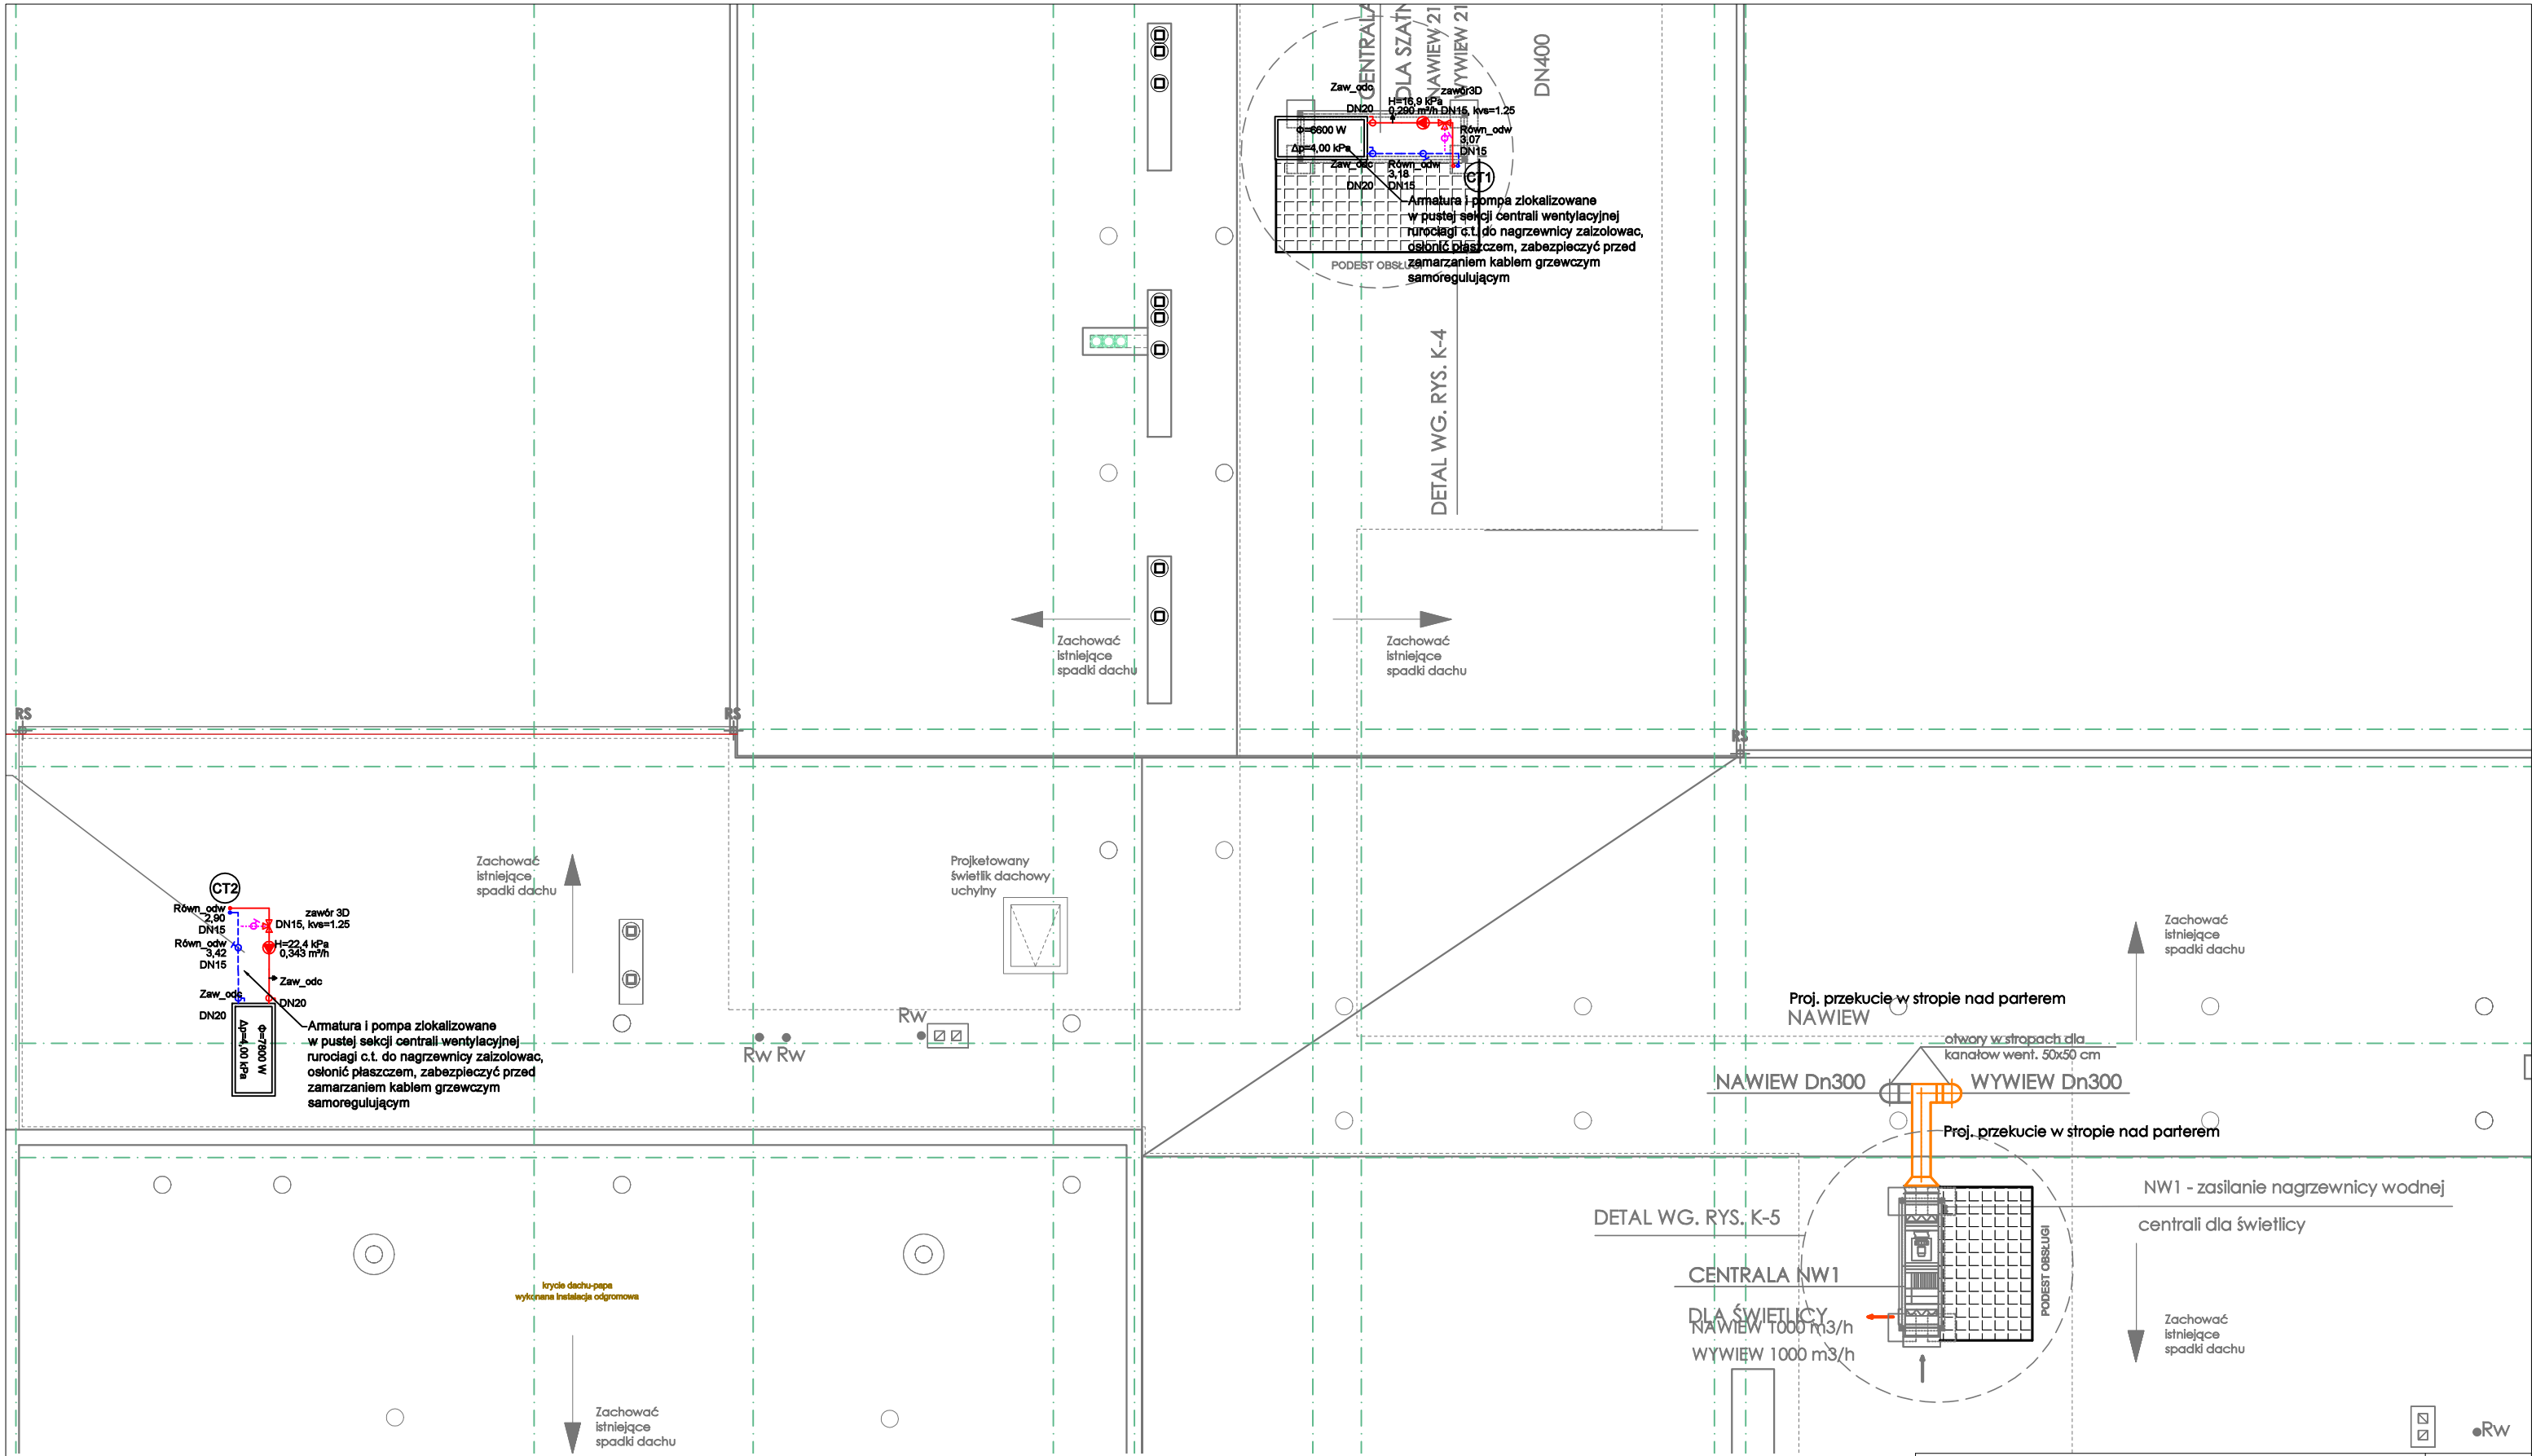 CENTRALA
DLA SZATN
NAWIEW 21
WYWIEW 21
DN400
Zaw_odc
DN20
H=16,9 kPa
0,290 m³/h
zawór3D
DN15, kvs=1.25
Φ=6600 W
Δp=4,00 kPa
Równ_odw
3,07
DN15
Zaw_odc
DN20
Równ_odw
3,18
DN15
CT1
Armatura i pompa zlokalizowane
w pustej sekcji centrali wentylacyjnej
rurociągi c.t. do nagrzewnicy zaizolowac,
osłonić płaszczem, zabezpieczyć przed
zamarzaniem kablem grzewczym
samoregulującym
PODEST OBSŁUGI
DETAL WG. RYS. K-4
Zachować
istniejące
spadki dachu
Zachować
istniejące
spadki dachu
RS
RS
RS
CT2
Równ_odw
2,90
DN15
zawór 3D
DN15, kvs=1.25
Równ_odw
3,42
DN15
H=22,4 kPa
0,343 m³/h
Zaw_odc
DN20
Zaw_odc
DN20
Φ=7800 W
Δp=4,00 kPa
Armatura i pompa zlokalizowane
w pustej sekcji centrali wentylacyjnej
rurociagi c.t. do nagrzewnicy zaizolowac,
osłonić płaszczem, zabezpieczyć przed
zamarzaniem kablem grzewczym
samoregulującym
Zachować
istniejące
spadki dachu
Projketowany
świetlik dachowy
uchylny
Rw
Rw Rw
Zachować
istniejące
spadki dachu
Proj. przekucie w stropie nad parterem
NAWIEW
otwory w stropach dla
kanałow went. 50x50 cm
NAWIEW Dn300
WYWIEW Dn300
Proj. przekucie w stropie nad parterem
NW1 - zasilanie nagrzewnicy wodnej
centrali dla świetlicy
DETAL WG. RYS. K-5
PODEST OBSŁUGI
CENTRALA NW1
DLA ŚWIETLICY
NAWIEW 1000 m3/h
WYWIEW 1000 m3/h
krycie dachu-papa
wykonana instalacja odgromowa
Zachować
istniejące
spadki dachu
Zachować
istniejące
spadki dachu
Rw